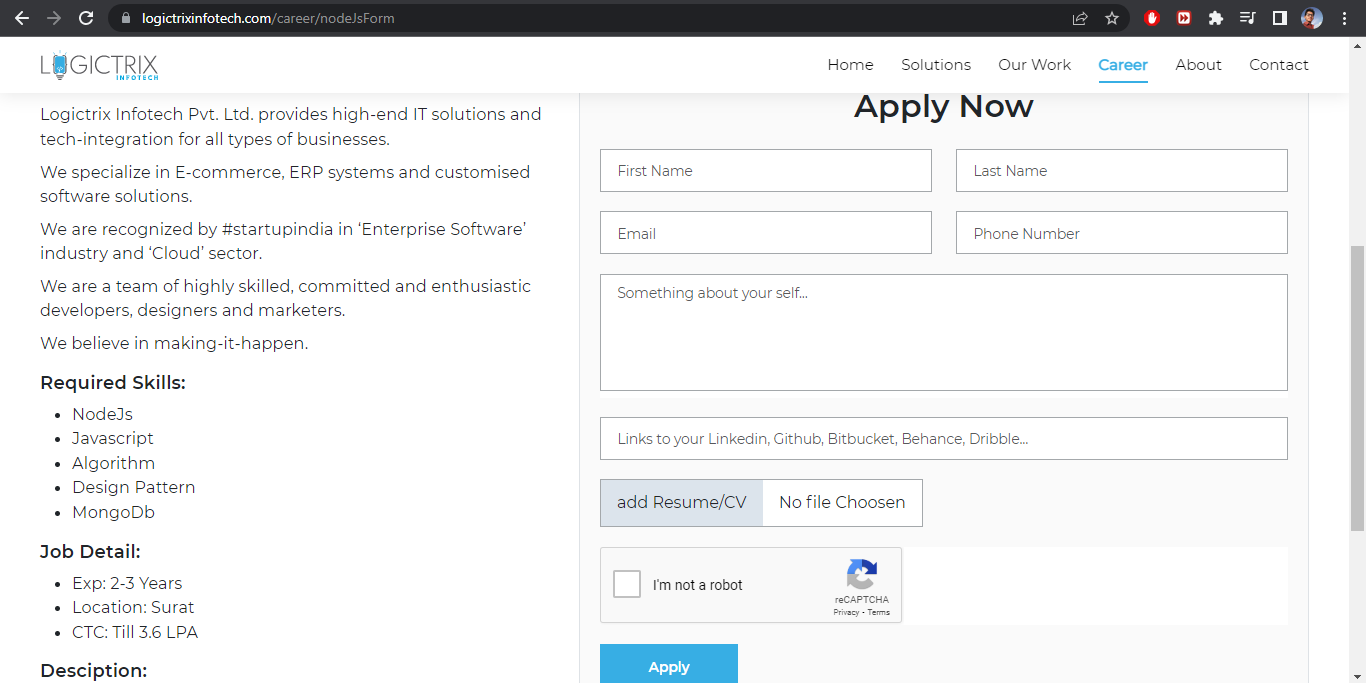 logictrixinfotech.com/career/nodeJsForm
LOGICTRIX
INFOTECH
Home Solutions Our Work Career About Contact
Logictrix Infotech Pvt. Ltd. provides high-end IT solutions and
tech-integration for all types of businesses.
We specialize in E-commerce, ERP systems and customised
software solutions.
We are recognized by #startupindia in ‘Enterprise Software’
industry and ‘Cloud’ sector.
We are a team of highly skilled, committed and enthusiastic
developers, designers and marketers.
We believe in making-it-happen.
Required Skills:
• NodeJs
• Javascript
• Algorithm
• Design Pattern
• MongoDb
Job Detail:
• Exp: 2-3 Years
• Location: Surat
• CTC: Till 3.6 LPA
Desciption:
Apply Now
First Name Last Name
Email Phone Number
Something about your self...
Links to your Linkedin, Github, Bitbucket, Behance, Dribble...
add Resume/CV No file Choosen
I'm not a robot
reCAPTCHA
Privacy - Terms
Apply